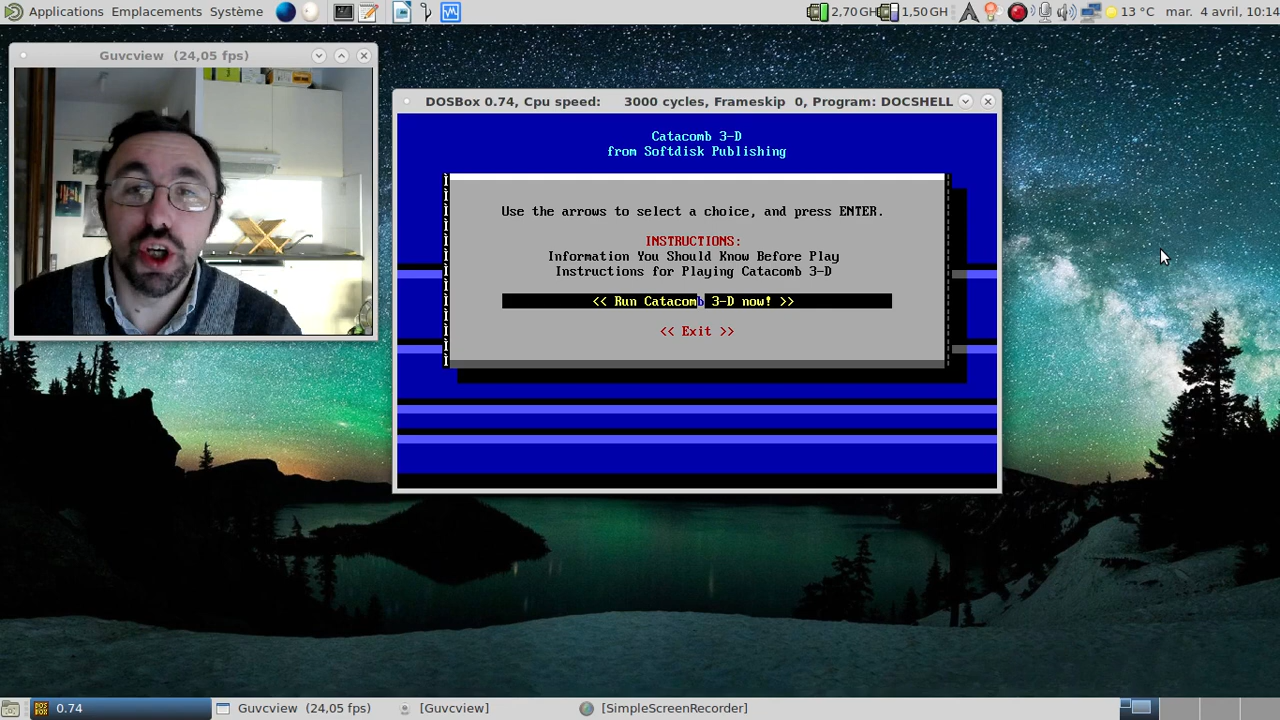 Applications Emplacements Système 2,70 GH 1,50 GH 13 °C mar. 4 avril, 10:14
Guvcview (24,05 fps)
DOSBox 0.74, Cpu speed: 3000 cycles, Frameskip 0, Program: DOCSHELL
Catacomb 3-D
from Softdisk Publishing
Use the arrows to select a choice, and press ENTER.
INSTRUCTIONS:
Information You Should Know Before Play
Instructions for Playing Catacomb 3-D
<< Run Catacomb 3-D now! >>
<< Exit >>
DOS BOX 0.74 Guvcview (24,05 fps) [Guvcview] [SimpleScreenRecorder]